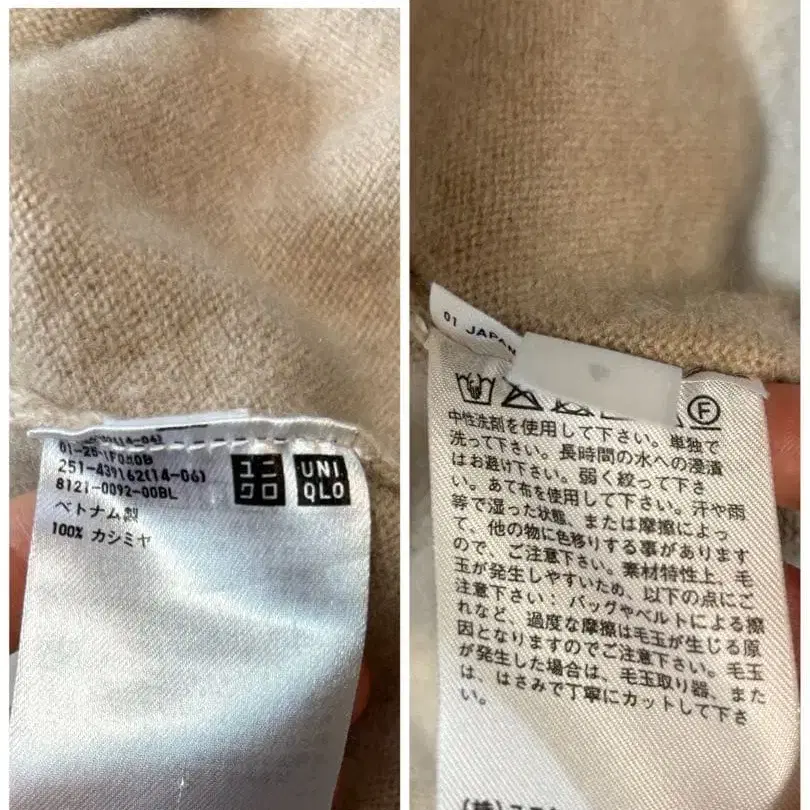 251-439162(14-06)
8121-0092-00BL
ベトナム製
100% カシミヤ
ユニ
クロ
UNI
QLO
01 JAPAN
中性洗剤を使用して下さい。単独で
洗って下さい。長時間の水への浸漬
はお避け下さい。弱く絞って下さ
い。あて布を使用して下さい。汗や雨
等で湿った状態、または摩擦によっ
て、他の物に色移りする事があります
ので、ご注意下さい。素材特性上、毛
玉が発生しやすいため、以下の点にご
注意下さい：バッグやベルトによる擦
れなど、過度な摩擦は毛玉が生じる原
因となりますのでご注意下さい。毛玉
が発生した場合は、毛玉取り器、また
は、はさみで丁寧にカットして下さ
い。